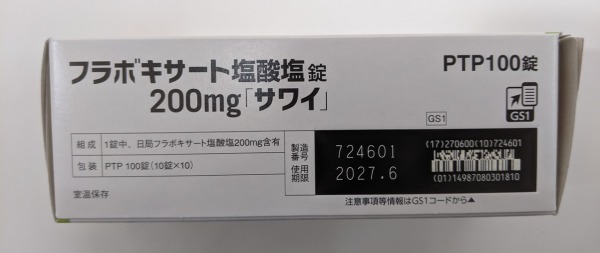 フラボキサート塩酸塩錠
200mg「サワイ」
PTP100錠
GS1
GS1
組成 1錠中、日局フラボキサート塩酸塩200mg含有
包装 PTP 100錠（10錠×10）
室温保存
製造番号 724601
使用期限 2027.6
(17)270600(10)724601
(01)14987080301810
注意事項等情報はGS1コードから▲